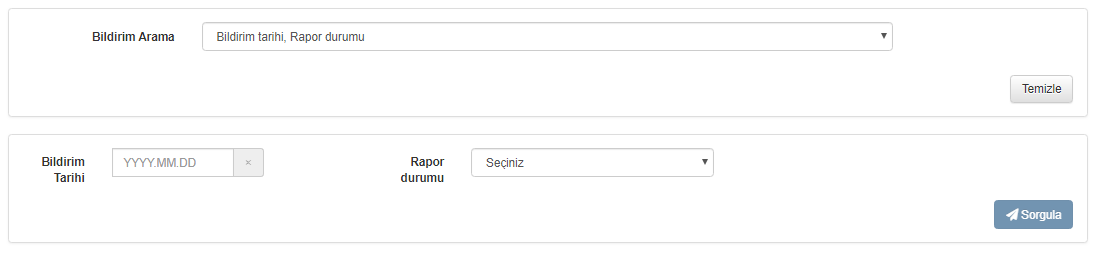 Bildirim Arama
Bildirim tarihi, Rapor durumu
Temizle
Bildirim
Tarihi
YYYY.MM.DD
×
Rapor
durumu
Seçiniz
Sorgula